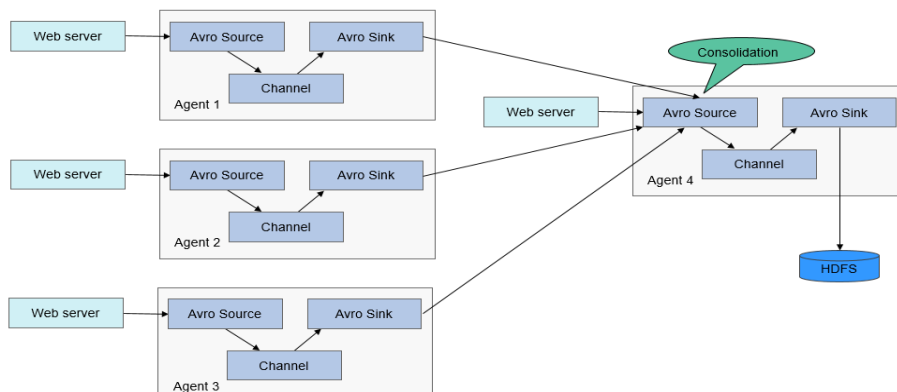 Web server
Avro Source
Avro Sink
Channel
Agent 1
Consolidation
Web server
Avro Source
Avro Sink
Channel
Agent 4
HDFS
Web server
Avro Source
Avro Sink
Channel
Agent 2
Web server
Avro Source
Avro Sink
Channel
Agent 3